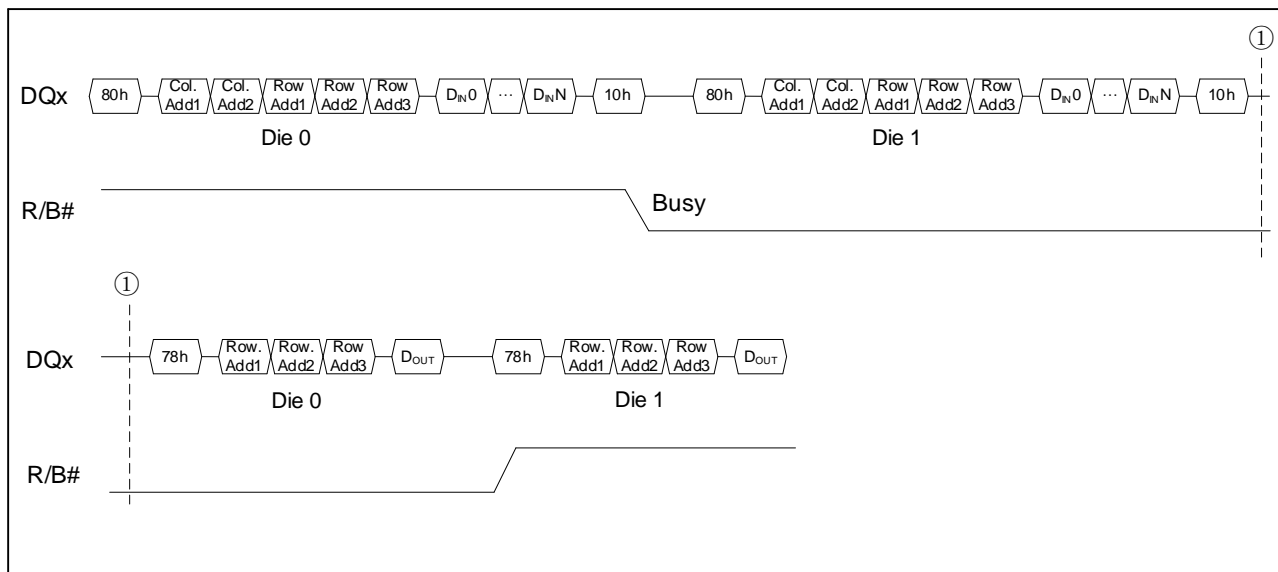 ①
DQx 80h Col. Add1 Col. Add2 Row Add1 Row Add2 Row Add3 DIN0 ... DINN 10h 80h Col. Add1 Col. Add2 Row Add1 Row Add2 Row Add3 DIN0 ... DINN 10h
Die 0 Die 1
R/B# Busy
①
DQx 78h Row. Add1 Row. Add2 Row Add3 DOUT 78h Row. Add1 Row. Add2 Row Add3 DOUT
Die 0 Die 1
R/B#